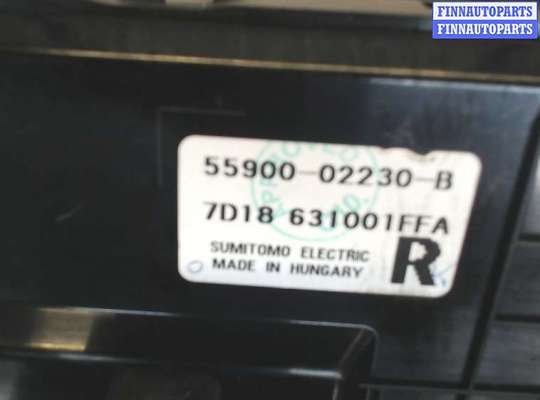 FINNAUTOPARTS
FINNAUTOPARTS
55900-02230-B
7D18 631001FFA
SUMITOMO ELECTRIC
MADE IN HUNGARY
R